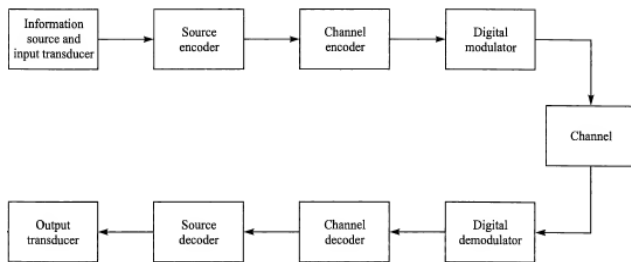 Information
source and
input transducer
Source
encoder
Channel
encoder
Digital
modulator
Channel
Output
transducer
Source
decoder
Channel
decoder
Digital
demodulator